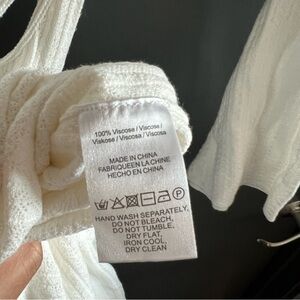 100% Viscose / Viscose /
Viskose / Viscosa / Viscosa
MADE IN CHINA
FABRIQUEEN LA CHINE
HECHO EN CHINA
HAND WASH SEPARATELY,
DO NOT BLEACH,
DO NOT TUMBLE,
DRY FLAT,
IRON COOL,
DRY CLEAN